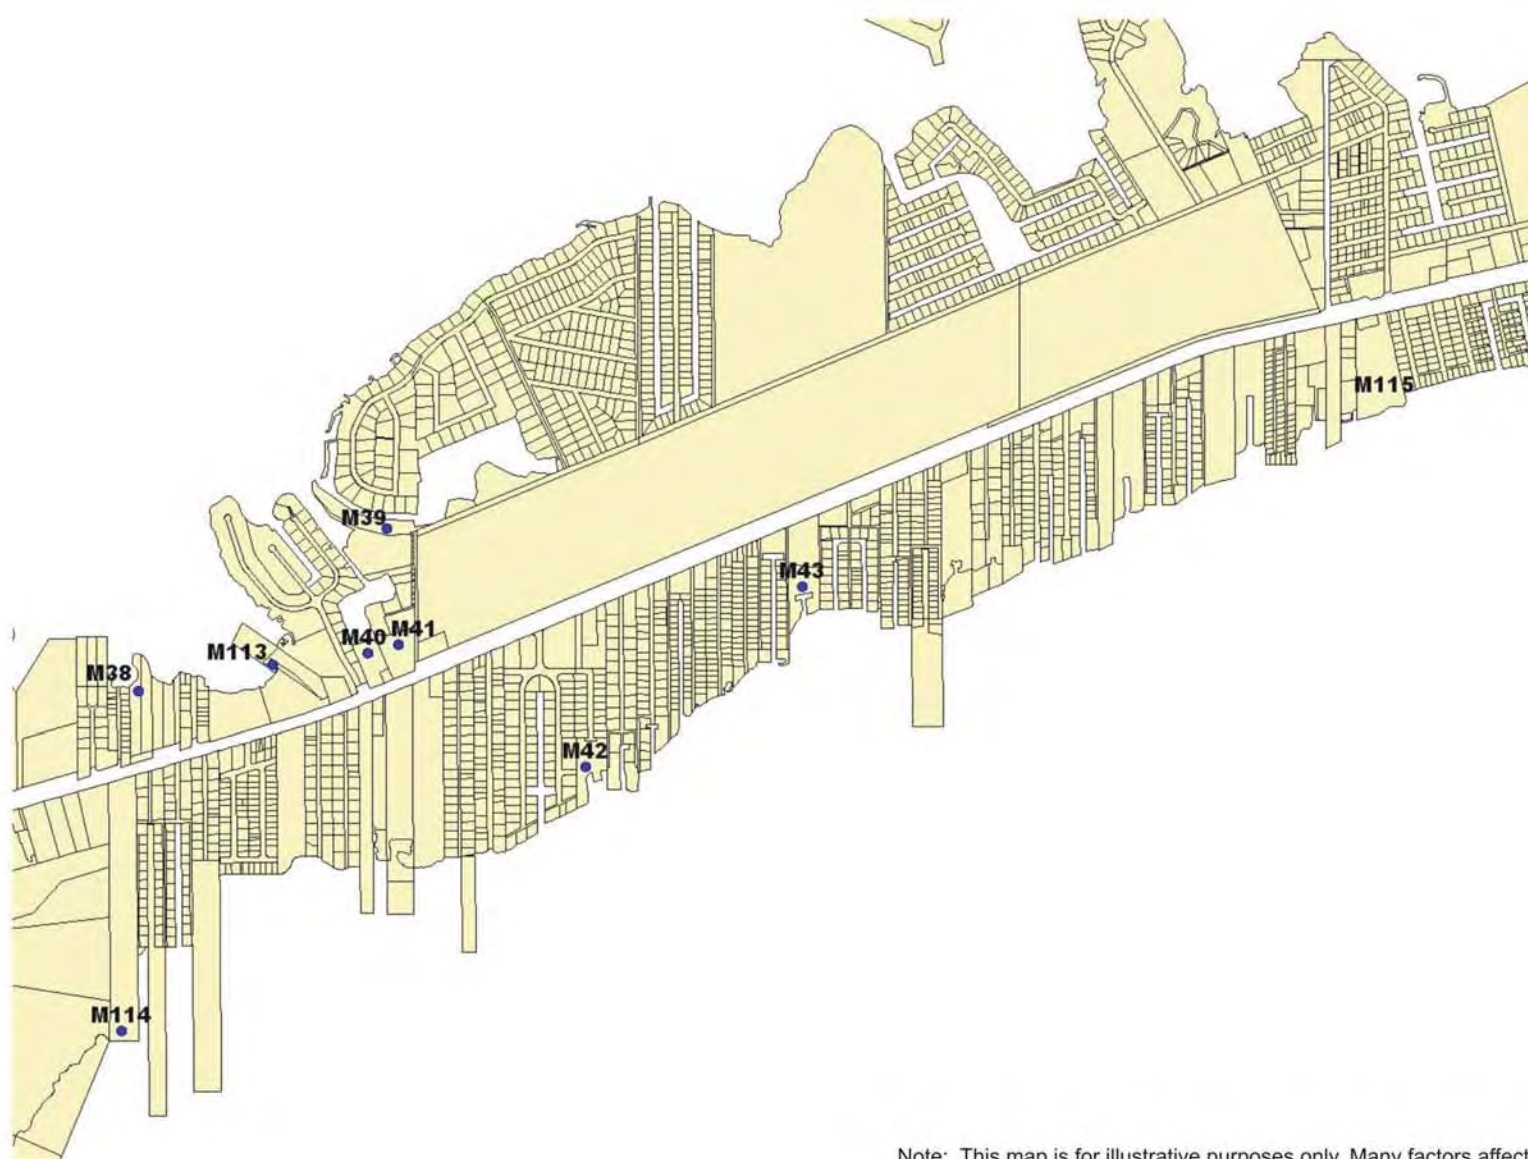 M115
M39
M43
M40
M41
M113
M38
M42
M114
Note: This map is for illustrative purposes only. Many factors affect